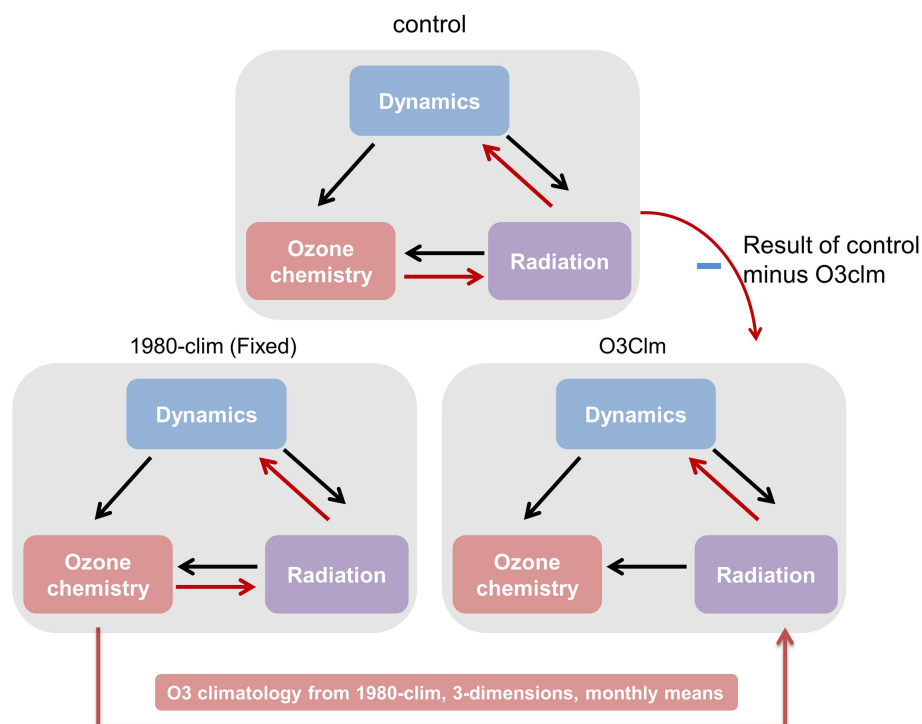 control
Dynamics
Ozone
chemistry
Radiation
Result of control
minus O3clm
1980-clim (Fixed)
Dynamics
Ozone
chemistry
Radiation
O3Clm
Dynamics
Ozone
chemistry
Radiation
O3 climatology from 1980-clim, 3-dimensions, monthly means